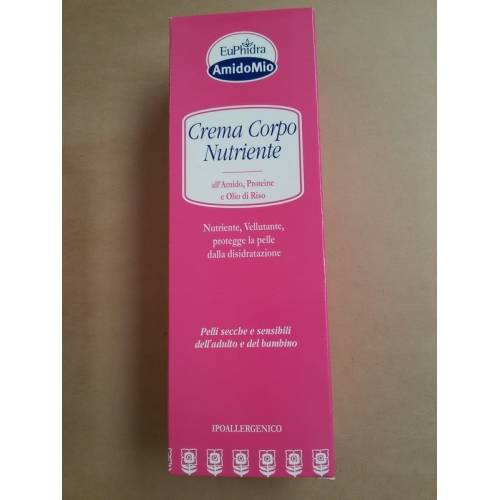 EuPhidra
AmidoMio
Crema Corpo
Nutriente
all'Amido, Proteine
e Olio di Riso
Nutriente, Vellutante,
protegge la pelle
dalla disidratazione
Pelli secche e sensibili
dell'adulto e del bambino
IPOALLERGENICO